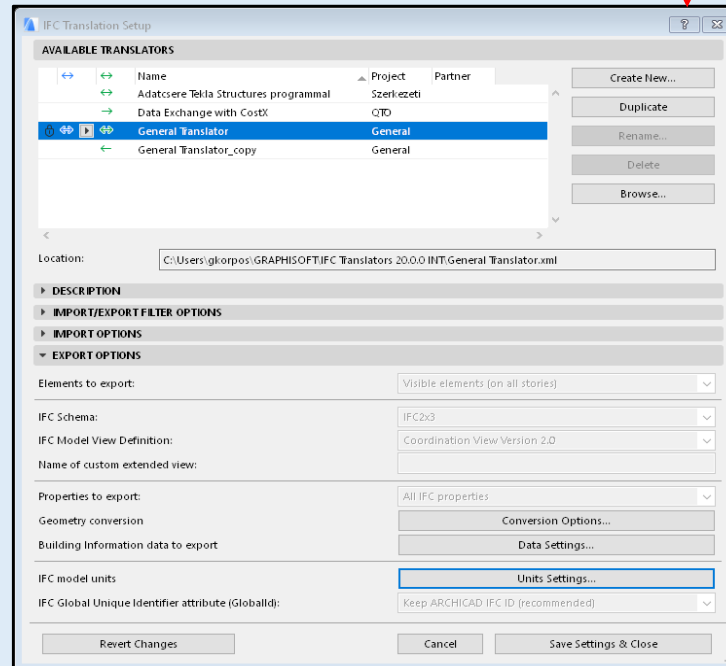 IFC Translation Setup
?
AVAILABLE TRANSLATORS
Name Project Partner
Adatcsere Tekla Structures programmal Szerkezeti
Data Exchange with CostX QTO
General Translator General
General Translator_copy General
Create New...
Duplicate
Rename...
Delete
Browse...
Location: C:\Users\gkorpos\GRAPHISOFT\IFC Translators 20.0.0 INT\General Translator.xml
DESCRIPTION
IMPORT/EXPORT FILTER OPTIONS
IMPORT OPTIONS
EXPORT OPTIONS
Elements to export: Visible elements (on all stories)
IFC Schema: IFC2x3
IFC Model View Definition: Coordination View Version 2.0
Name of custom extended view:
Properties to export: All IFC properties
Geometry conversion Conversion Options...
Building Information data to export Data Settings...
IFC model units Units Settings...
IFC Global Unique Identifier attribute (GlobalId): Keep ARCHICAD IFC ID (recommended)
Revert Changes Cancel Save Settings & Close